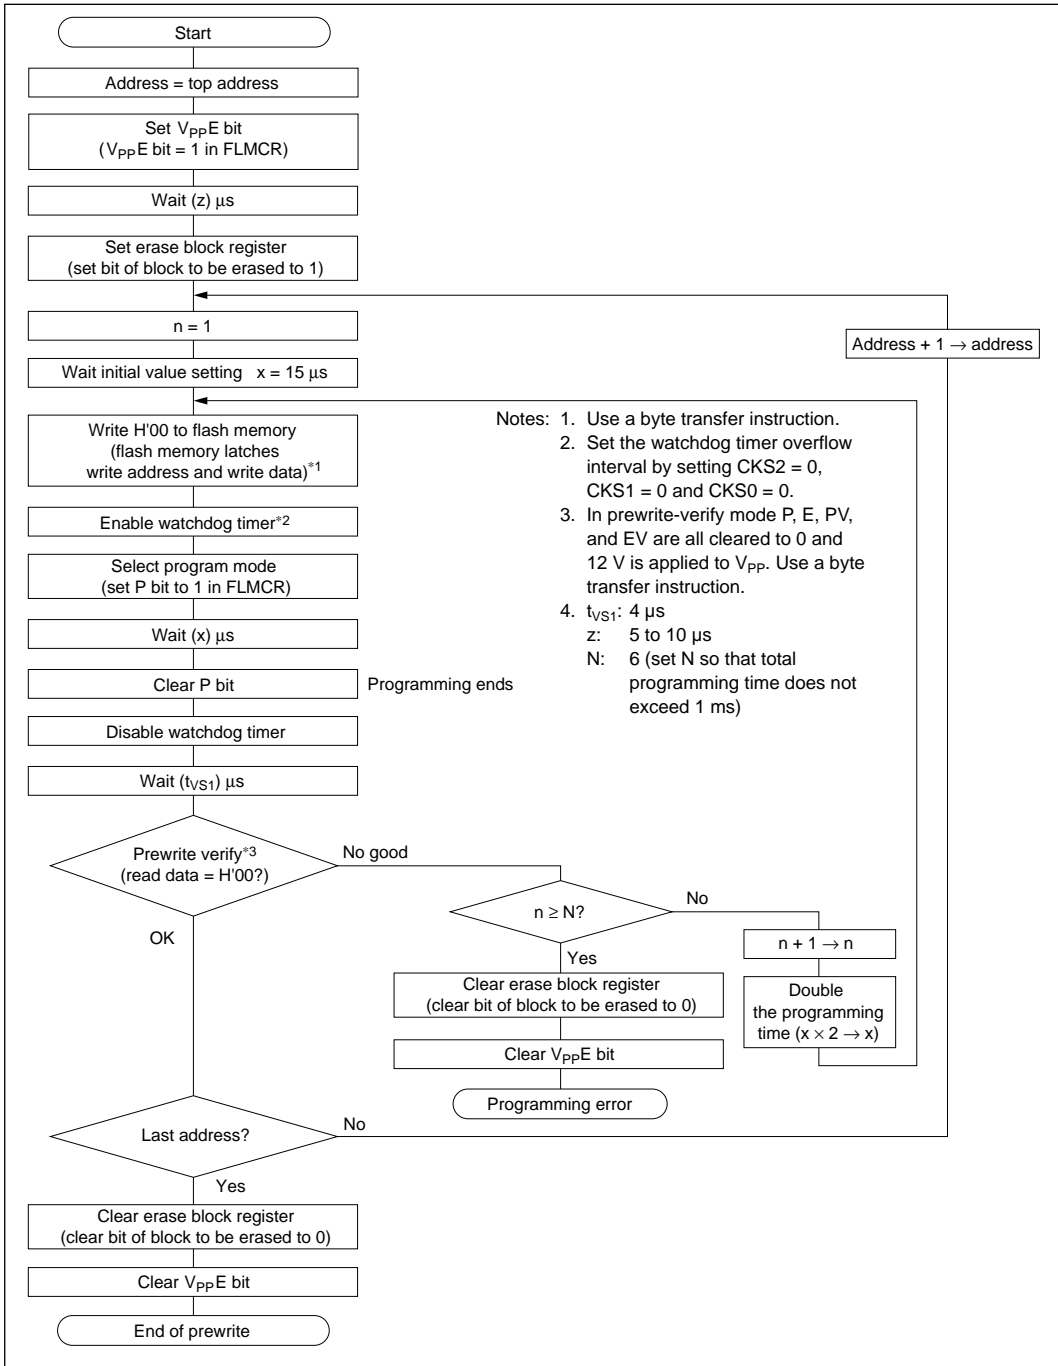 Start
Address = top address
Set VPPE bit
(VPPE bit = 1 in FLMCR)
Wait (z) μs
Set erase block register
(set bit of block to be erased to 1)
n = 1
Address + 1 → address
Wait initial value setting x = 15 μs
Write H'00 to flash memory
(flash memory latches
write address and write data)*1
Enable watchdog timer*2
Select program mode
(set P bit to 1 in FLMCR)
Wait (x) μs
Clear P bit
Programming ends
Disable watchdog timer
Wait (tVS1) μs
Notes: 1. Use a byte transfer instruction.
2. Set the watchdog timer overflow
interval by setting CKS2 = 0,
CKS1 = 0 and CKS0 = 0.
3. In prewrite-verify mode P, E, PV,
and EV are all cleared to 0 and
12 V is applied to VPP. Use a byte
transfer instruction.
4. tVS1: 4 μs
z: 5 to 10 μs
N: 6 (set N so that total
programming time does not
exceed 1 ms)
Prewrite verify*3
(read data = H'00?)
No good
OK
n ≥ N?
No
Yes
n + 1 → n
Double
the programming
time (x × 2 → x)
Clear erase block register
(clear bit of block to be erased to 0)
Clear VPPE bit
Programming error
Last address?
No
Yes
Clear erase block register
(clear bit of block to be erased to 0)
Clear VPPE bit
End of prewrite